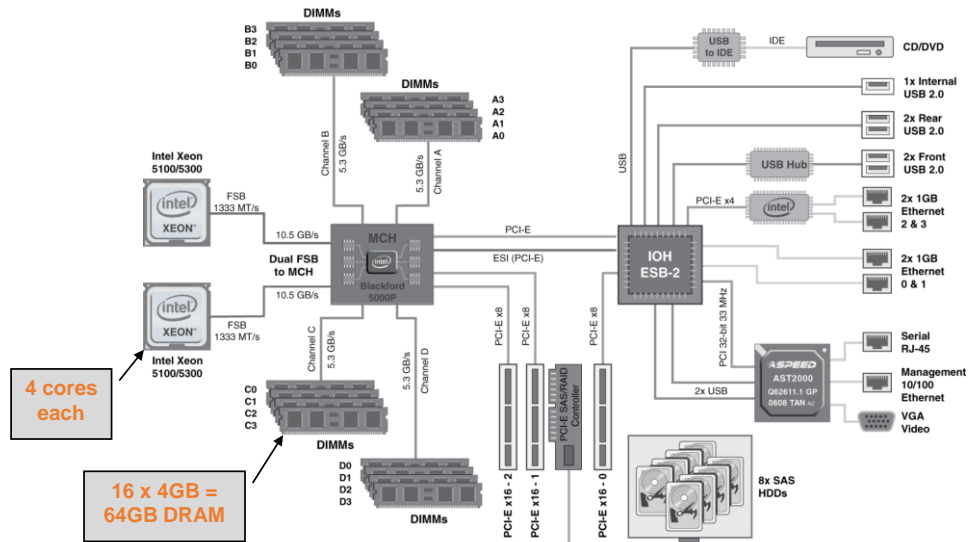 DIMMs
B3
B2
B1
B0
DIMMs
A3
A2
A1
A0
Channel B
5.3 GB/s
5.3 GB/s
Channel A
Intel Xeon
5100/5300
intel
XEON™
FSB
1333 MT/s
10.5 GB/s
Dual FSB
to MCH
10.5 GB/s
intel
XEON™
FSB
1333 MT/s
Intel Xeon
5100/5300
MCH
intel
Blackford
5000P
4 cores
each
Channel C
5.3 GB/s
5.3 GB/s
Channel D
C0
C1
C2
C3
DIMMs
16 x 4GB =
64GB DRAM
D0
D1
D2
D3
DIMMs
PCI-E
ESI (PCI-E)
PCI-E x8
PCI-E x8
PCI-E x8
PCI-E x16 - 2
PCI-E x16 - 1
PCI-E SAS/RAID
Controller
PCI-E x16 - 0
IOH
ESB-2
USB
USB
to IDE
IDE
CD/DVD
1x Internal
USB 2.0
2x Rear
USB 2.0
USB Hub
2x Front
USB 2.0
PCI-E x4
intel
2x 1GB
Ethernet
2 & 3
2x 1GB
Ethernet
0 & 1
PCI 32-bit 33 MHz
2x USB
ASPEED
AST2000
Q62611.1 GP
0608 TAN A2
Serial
RJ-45
Management
10/100
Ethernet
VGA
Video
8x SAS
HDDs